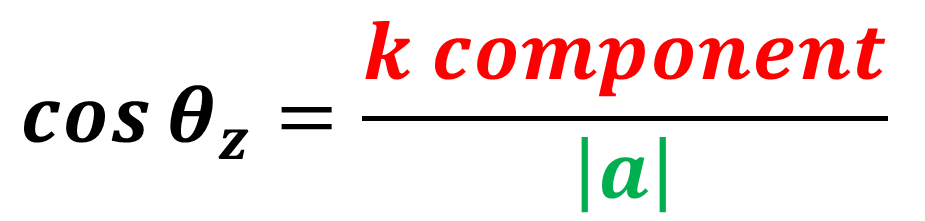 cos θz = k component / |a|